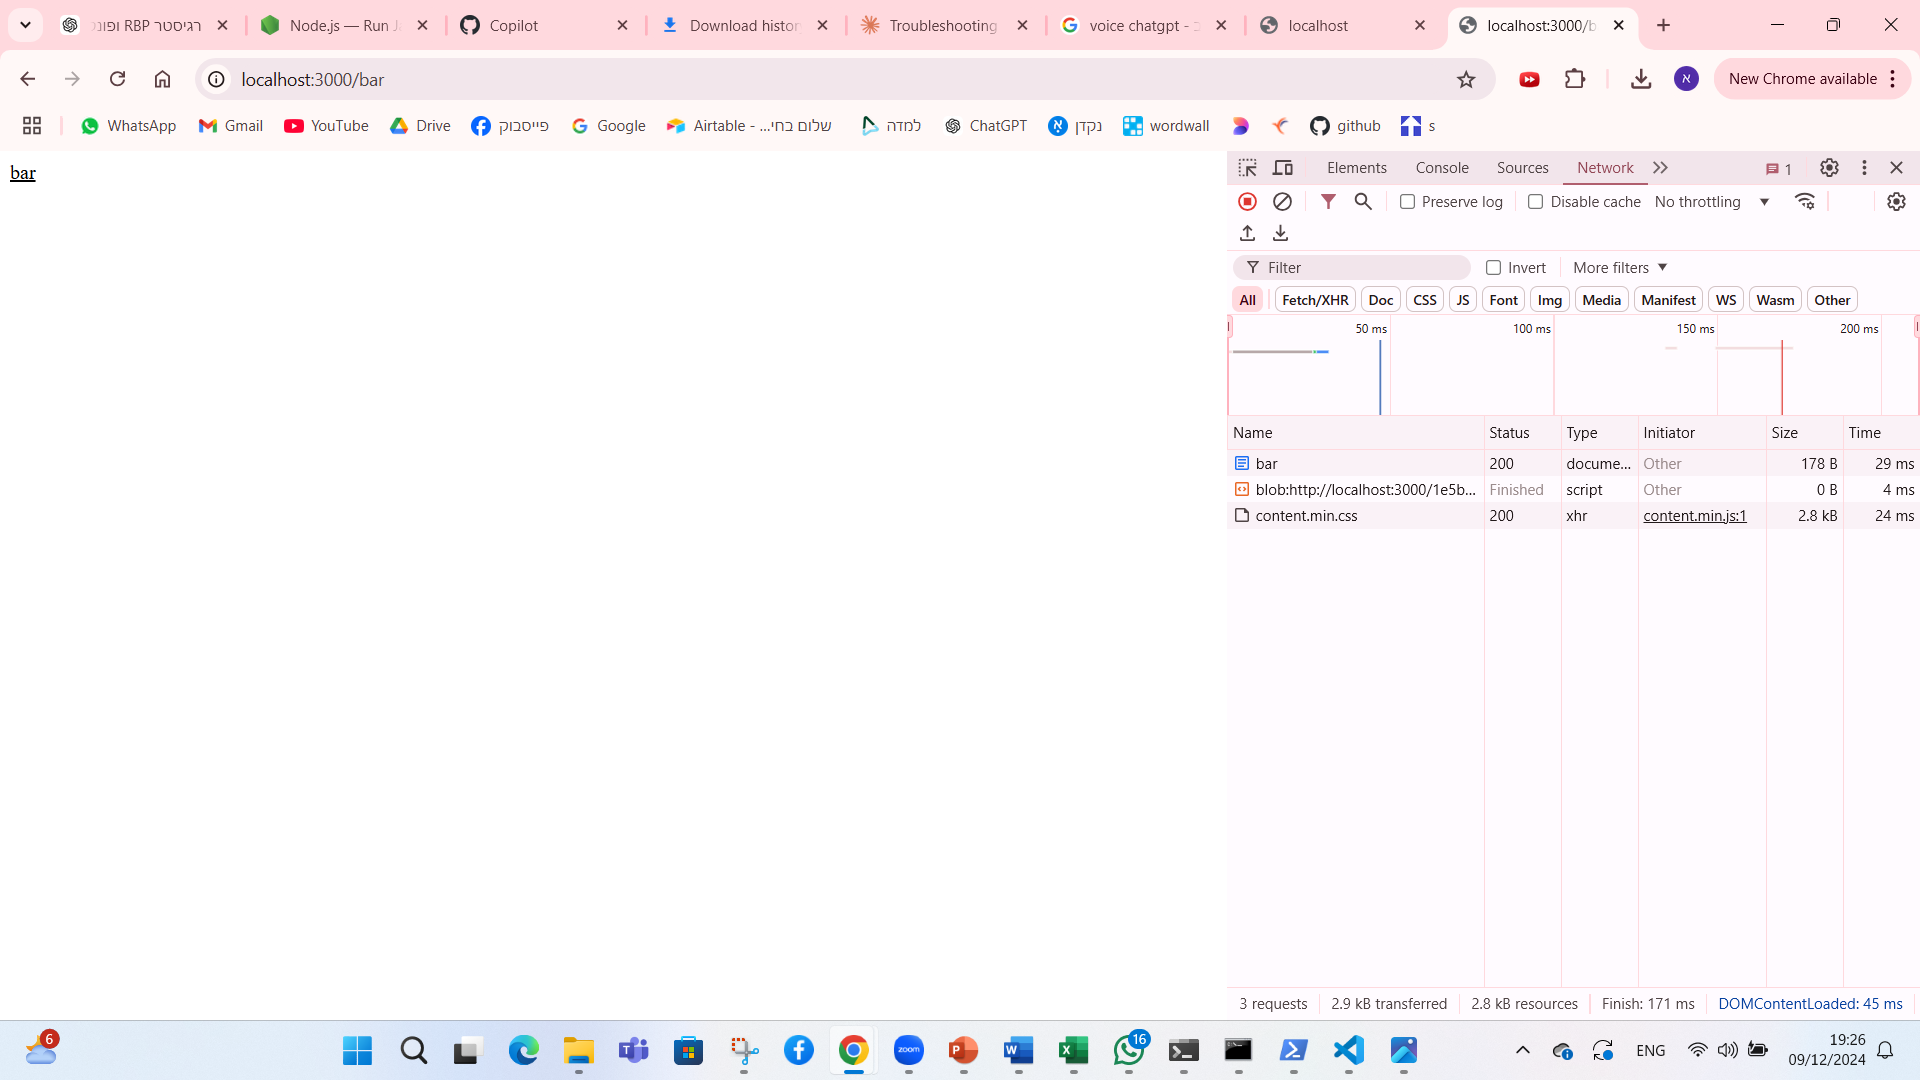 רגיסטר RBP ופונק
Node.js — Run J
Copilot
Download histor
Troubleshooting
voice chatgpt - כ
localhost
localhost:3000/b
localhost:3000/bar
New Chrome available
WhatsApp
Gmail
YouTube
Drive
פייסבוק
Google
Airtable - ...שלום בחי
למדה
ChatGPT
נקדן
wordwall
github
s
bar
Elements Console Sources Network 1
Preserve log Disable cache No throttling
Filter Invert More filters
All Fetch/XHR Doc CSS JS Font Img Media Manifest WS Wasm Other
50 ms 100 ms 150 ms 200 ms
Name Status Type Initiator Size Time
bar 200 docume... Other 178 B 29 ms
blob:http://localhost:3000/1e5b... Finished script Other 0 B 4 ms
content.min.css 200 xhr content.min.js:1 2.8 kB 24 ms
3 requests 2.9 kB transferred 2.8 kB resources Finish: 171 ms DOMContentLoaded: 45 ms
6
zoom
16
ENG
19:26
09/12/2024